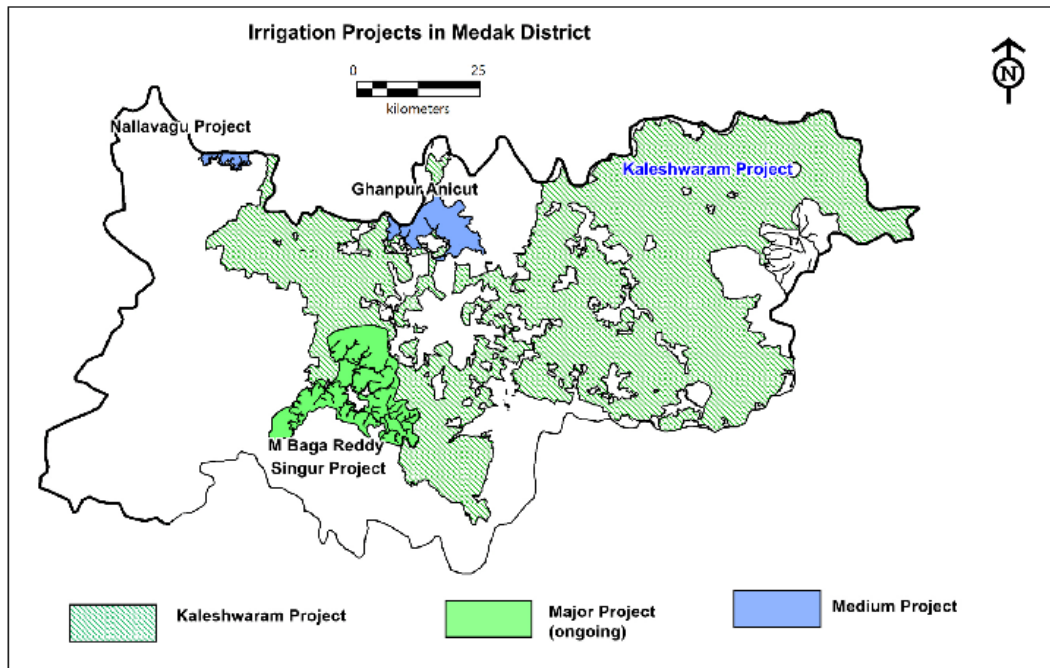 Irrigation Projects in Medak District
0 25
kilometers
N
Nallavagu Project
Kaleshwaram Project
Ghanpur Anicut
M Baga Reddy
Singur Project
Kaleshwaram Project
Major Project
(ongoing)
Medium Project